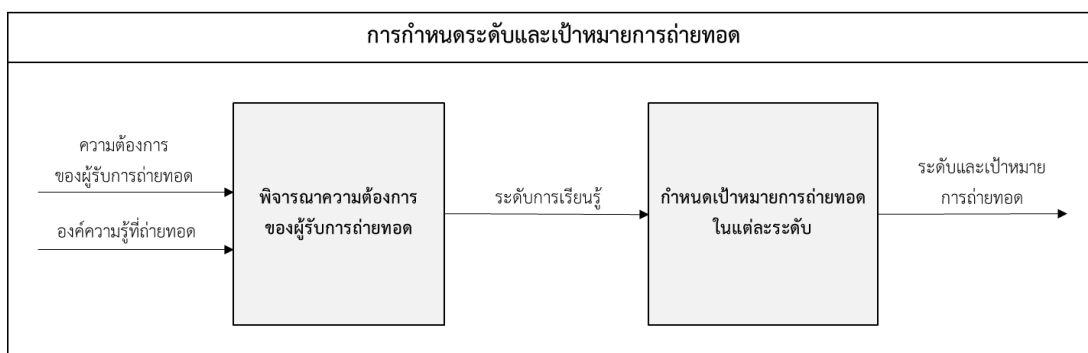 การกำหนดระดับและเป้าหมายการถ่ายทอด
ความต้องการ
ของผู้รับการถ่ายทอด
องค์ความรู้ที่ถ่ายทอด
พิจารณาความต้องการ
ของผู้รับการถ่ายทอด
ระดับการเรียนรู้
กำหนดเป้าหมายการถ่ายทอด
ในแต่ละระดับ
ระดับและเป้าหมาย
การถ่ายทอด